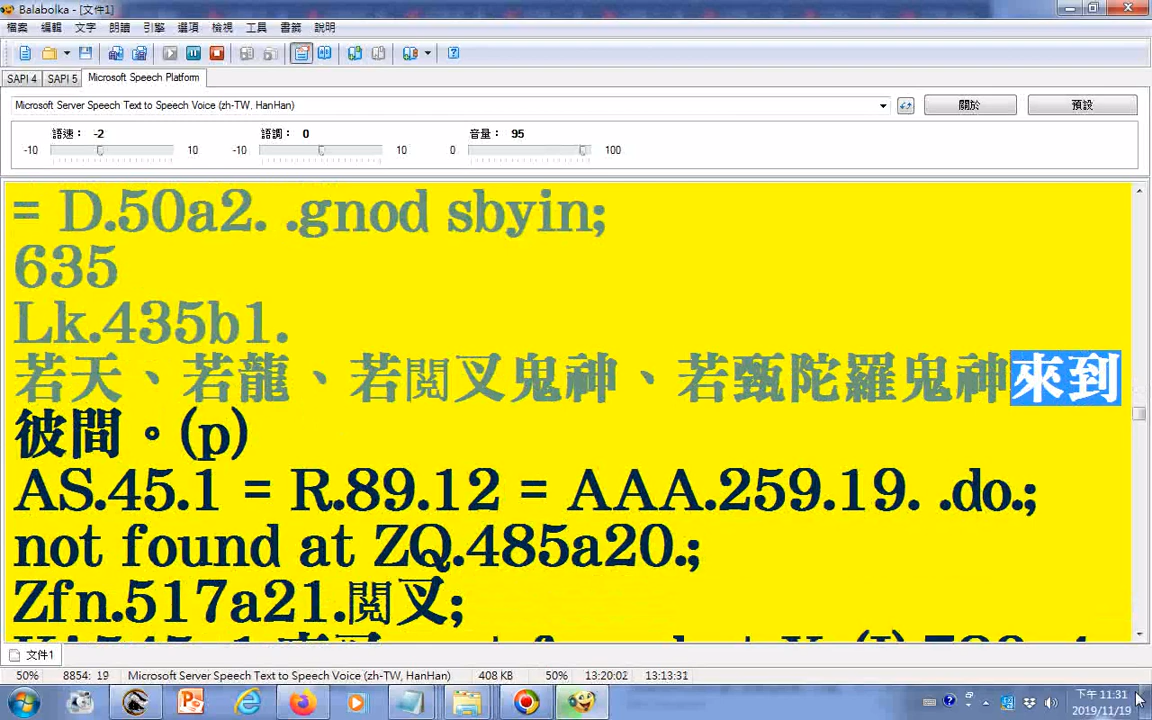 Balabolka - [文件1]
檔案 編輯 文字 朗讀 引擎 選項 檢視 工具 書籤 說明
SAPI 4 SAPI 5 Microsoft Speech Platform
Microsoft Server Speech Text to Speech Voice (zh-TW, HanHan) 關於 預設
語速： -2 語調： 0 音量： 95
-10 10 -10 10 0 100
= D.50a2. .gnod sbyin;
635
Lk.435b1.
若天、若龍、若閱叉鬼神、若甄陀羅鬼神來到
彼間。(p)
AS.45.1 = R.89.12 = AAA.259.19. .do.;
not found at ZQ.485a20.;
Zfn.517a21.閱叉;
文件1
50% 8854: 19 Microsoft Server Speech Text to Speech Voice (zh-TW, HanHan) 408 KB 50% 13:20:02 13:13:31
下午 11:31
2019/11/19